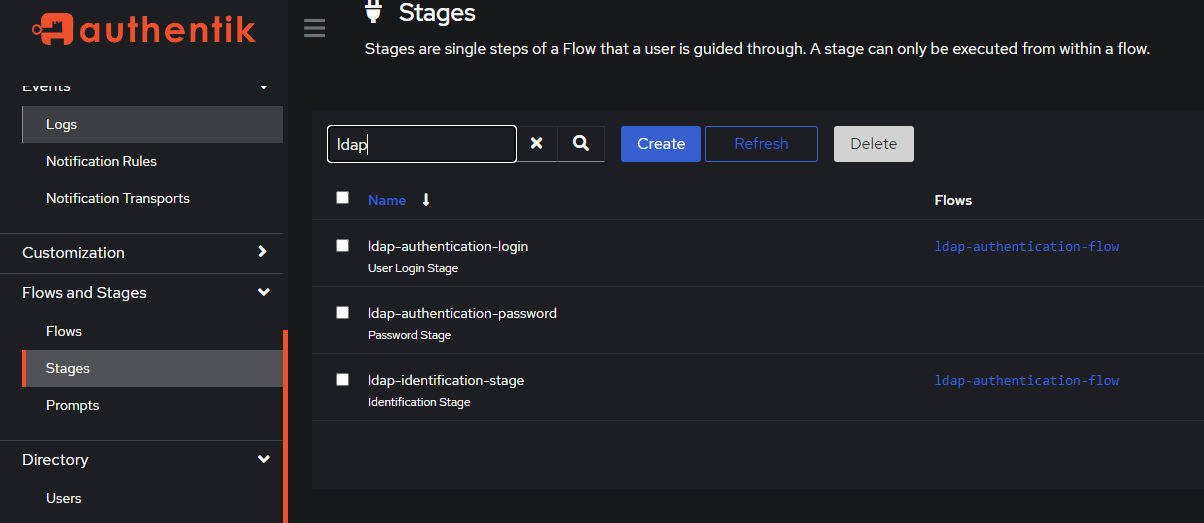 authentik
Events
Logs
Notification Rules
Notification Transports
Customization
Flows and Stages
Flows
Stages
Prompts
Directory
Users
Stages
Stages are single steps of a Flow that a user is guided through. A stage can only be executed from within a flow.
ldap
Create
Refresh
Delete
Name
Flows
ldap-authentication-login
ldap-authentication-flow
User Login Stage
ldap-authentication-password
Password Stage
ldap-identification-stage
ldap-authentication-flow
Identification Stage